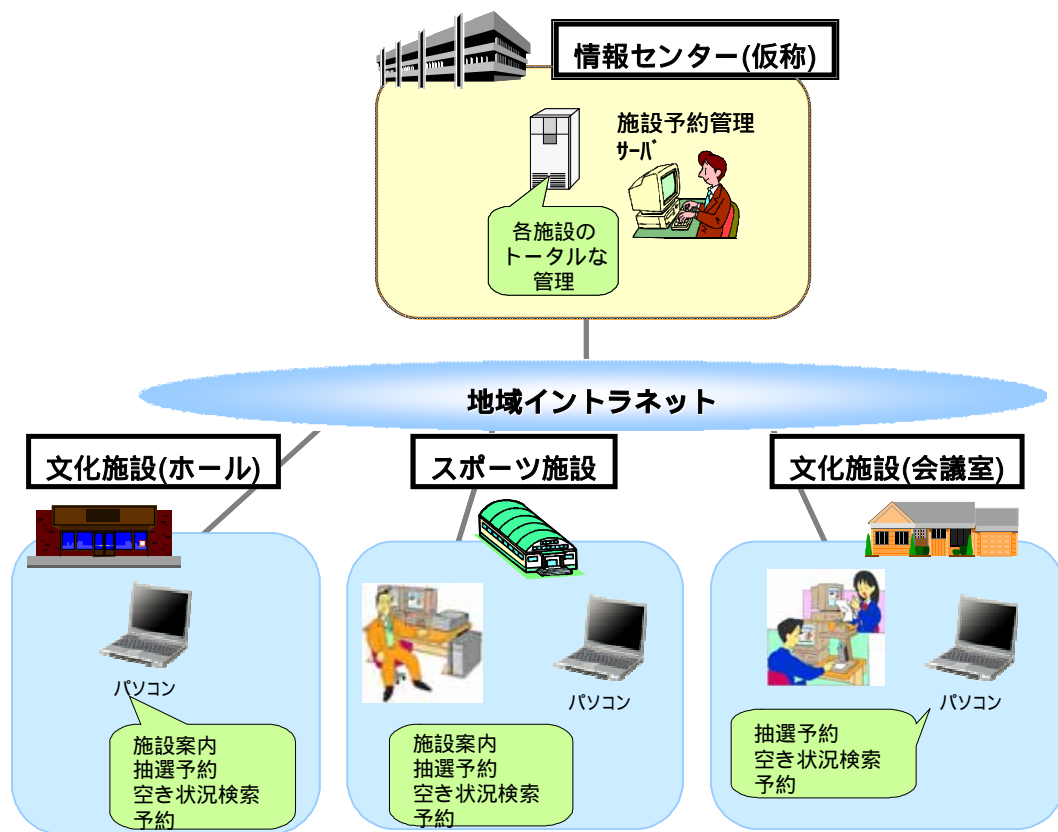 情報センター(仮称)
施設予約管理
ｻｰﾊﾞ
各施設の
トータルな
管理
地域イントラネット
文化施設(ホール)
スポーツ施設
文化施設(会議室)
パソコン
施設案内
抽選予約
空き状況検索
予約
パソコン
施設案内
抽選予約
空き状況検索
予約
パソコン
抽選予約
空き状況検索
予約